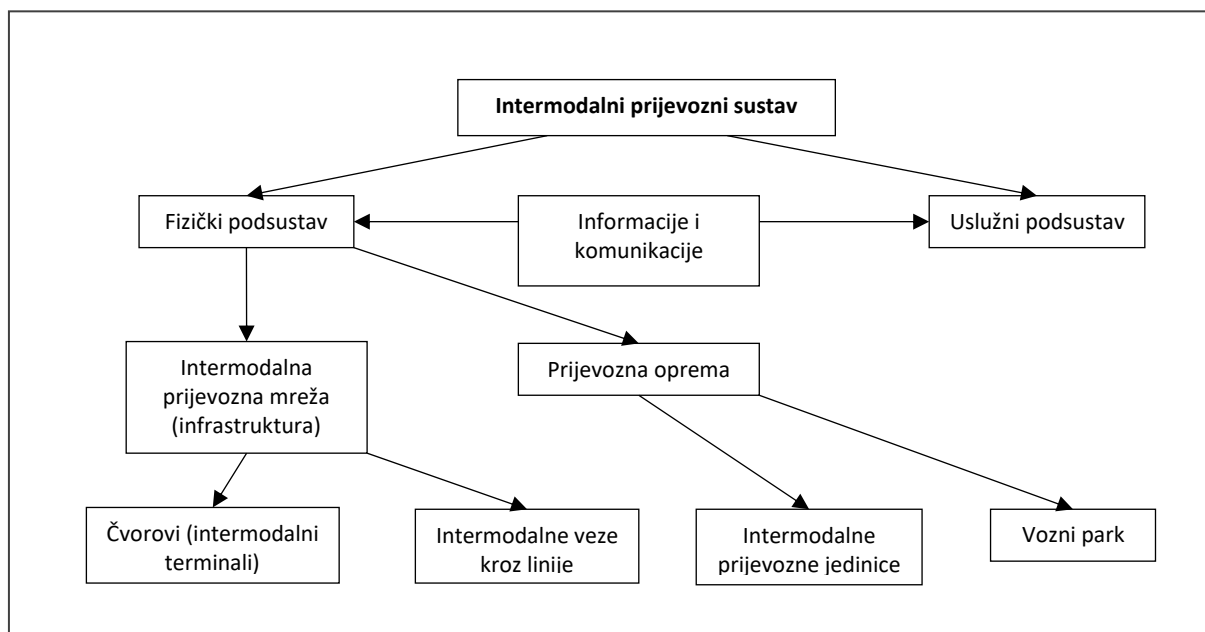 Intermodalni prijevozni sustav
Fizički podsustav
Informacije i
komunikacije
Uslužni podsustav
Intermodalna
prijevozna mreža
(infrastruktura)
Prijevozna oprema
Čvorovi (intermodalni
terminali)
Intermodalne veze
kroz linije
Intermodalne
prijevozne jedinice
Vozni park